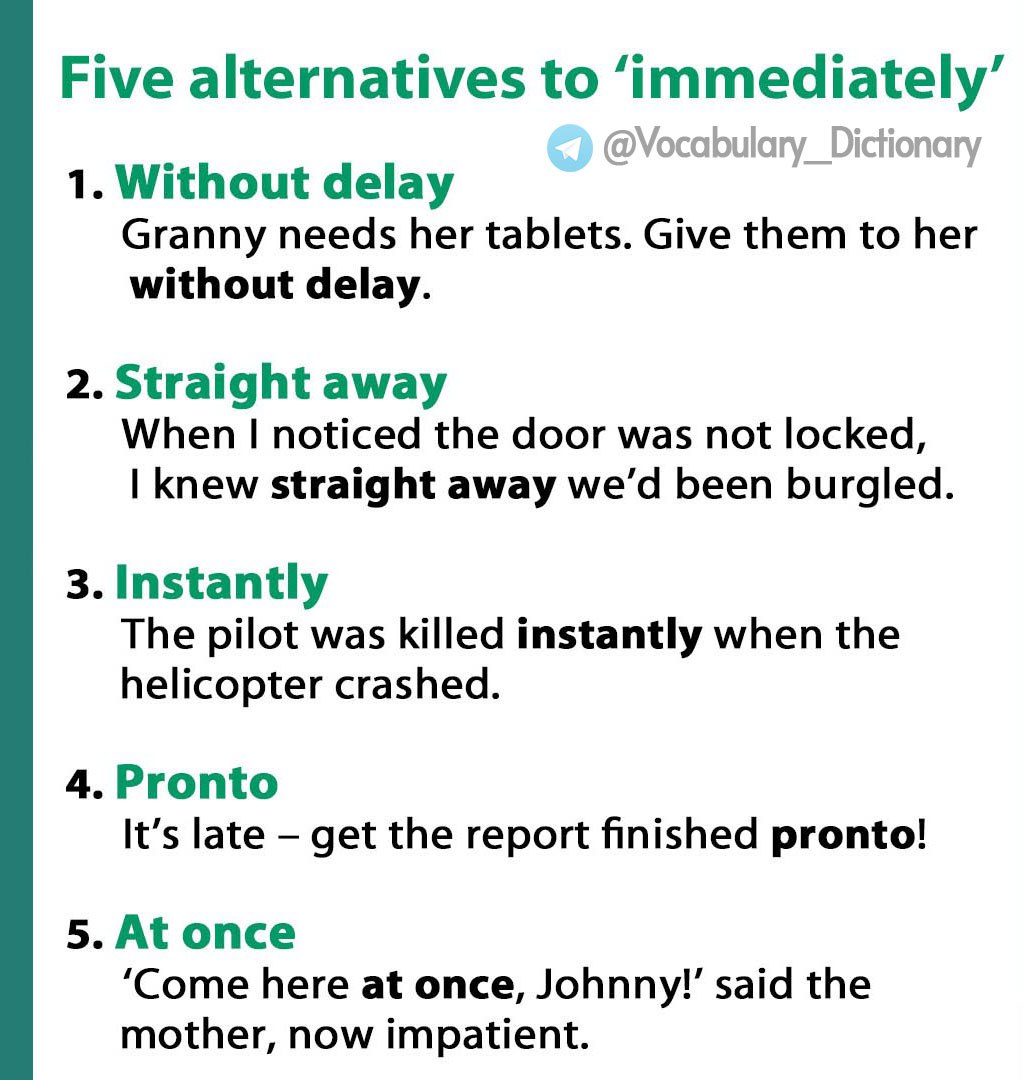 Five alternatives to ‘immediately’
@Vocabulary_Dictionary
1. Without delay
Granny needs her tablets. Give them to her
without delay.
2. Straight away
When I noticed the door was not locked,
I knew straight away we’d been burgled.
3. Instantly
The pilot was killed instantly when the
helicopter crashed.
4. Pronto
It’s late – get the report finished pronto!
5. At once
‘Come here at once, Johnny!’ said the
mother, now impatient.